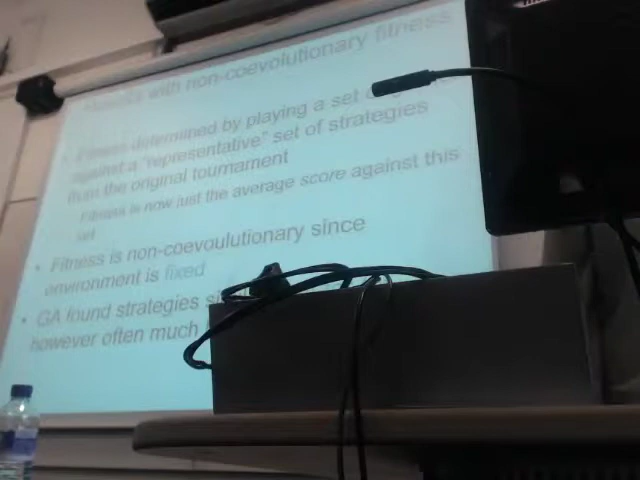 with non-coevolutionary fitness
Fitness determined by playing a set
against a "representative" set of strategies
from the original tournament
Fitness is now just the average score against this
set
• Fitness is non-coevoulutionary since
environment is fixed
• GA found strategies
however often much